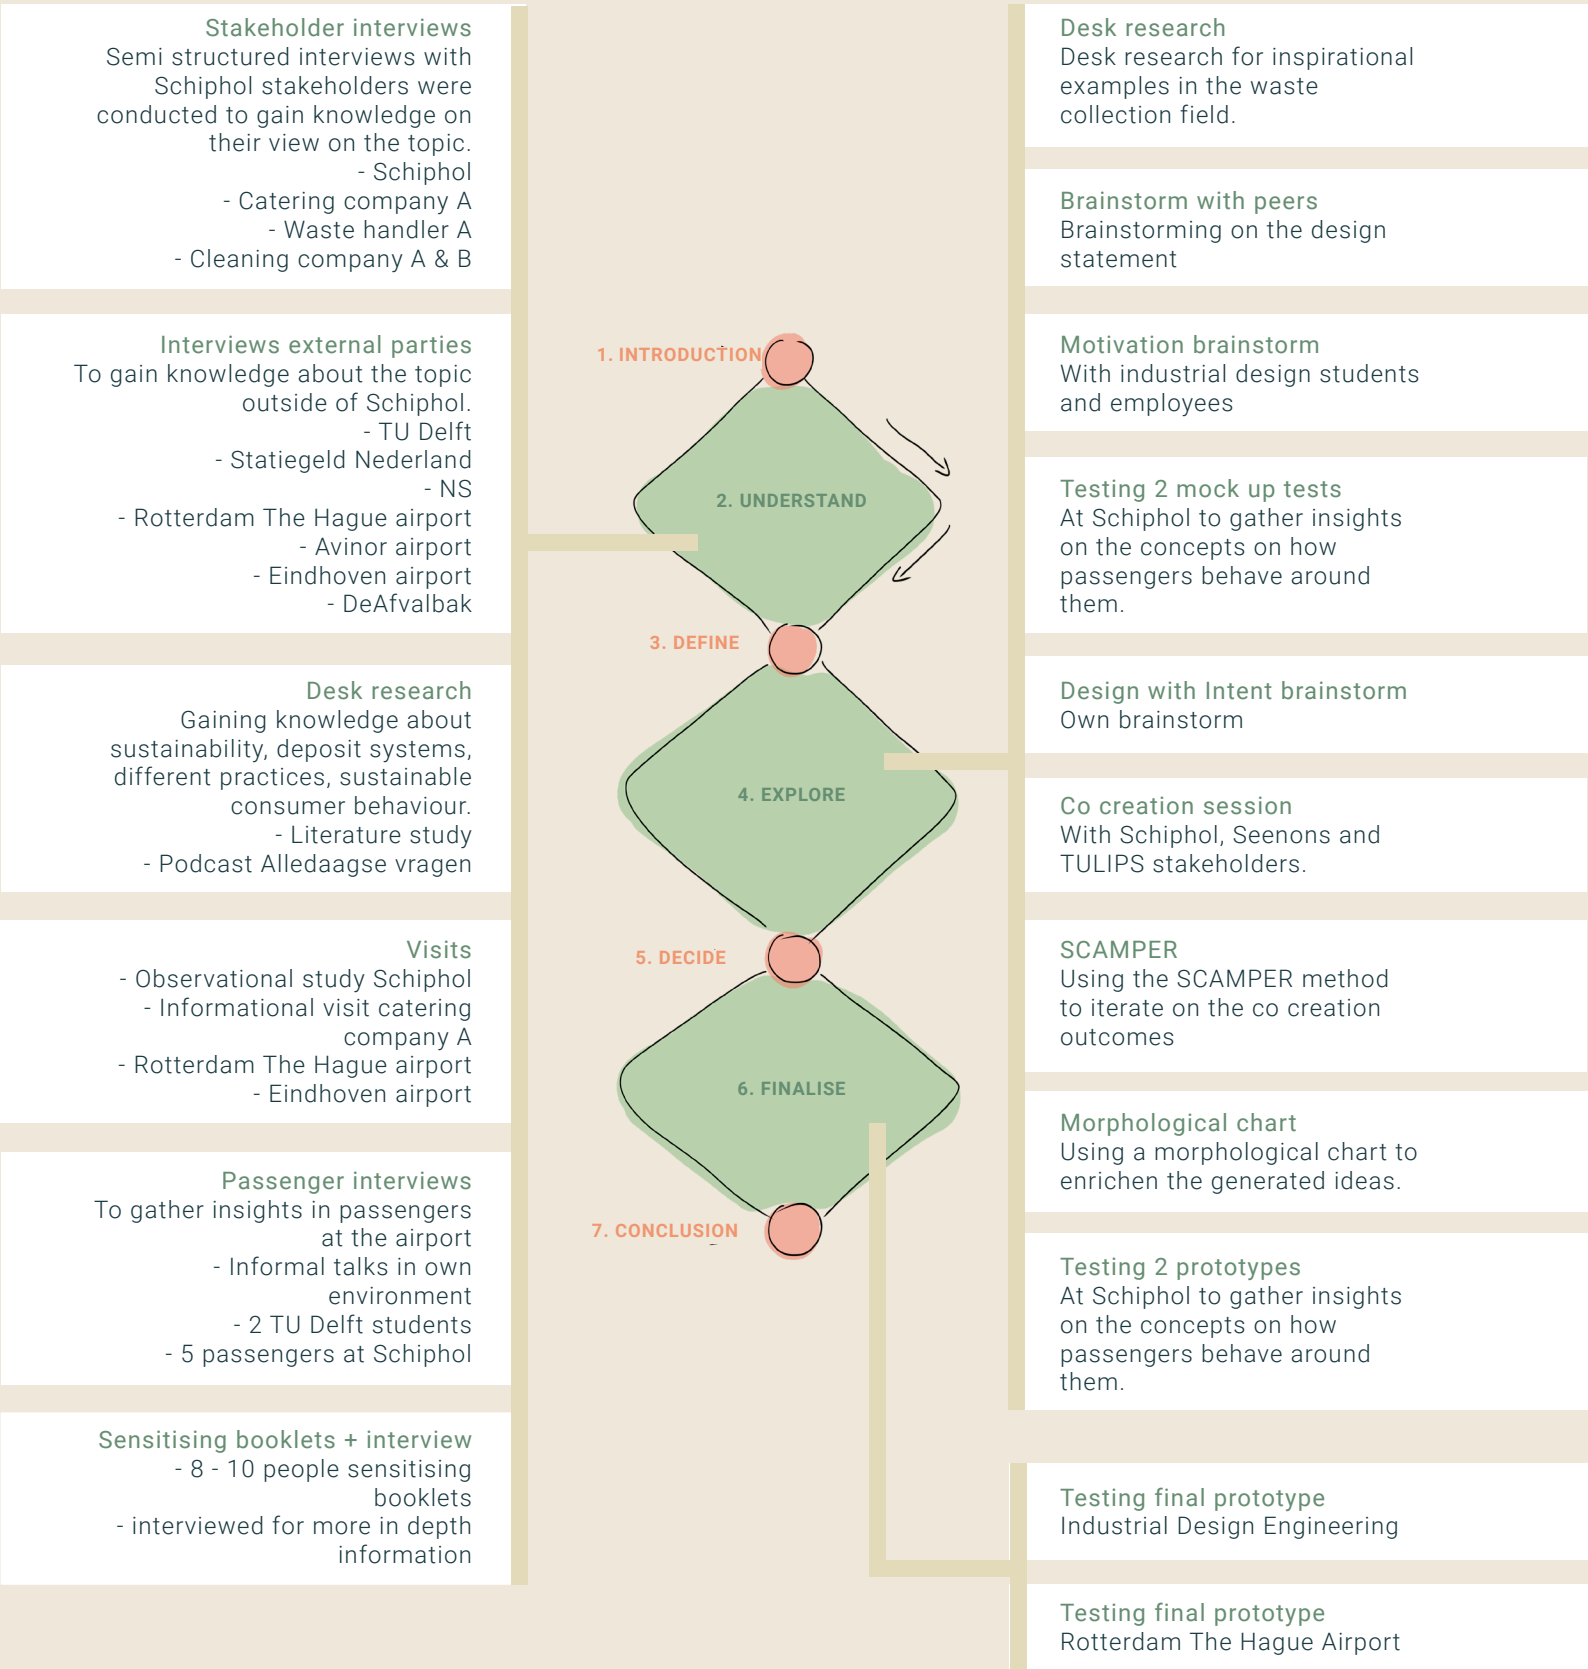 Stakeholder interviews
Semi structured interviews with
Schiphol stakeholders were
conducted to gain knowledge on
their view on the topic.
- Schiphol
- Catering company A
- Waste handler A
- Cleaning company A & B
Interviews external parties
To gain knowledge about the topic
outside of Schiphol.
- TU Delft
- Statiegeld Nederland
- NS
- Rotterdam The Hague airport
- Avinor airport
- Eindhoven airport
- DeAfvalbak
Desk research
Gaining knowledge about
sustainability, deposit systems,
different practices, sustainable
consumer behaviour.
- Literature study
- Podcast Alledaagse vragen
Visits
- Observational study Schiphol
- Informational visit catering
company A
- Rotterdam The Hague airport
- Eindhoven airport
Passenger interviews
To gather insights in passengers
at the airport
- Informal talks in own
environment
- 2 TU Delft students
- 5 passengers at Schiphol
Sensitising booklets + interview
- 8 - 10 people sensitising
booklets
- interviewed for more in depth
information
1. INTRODUCTION
2. UNDERSTAND
3. DEFINE
4. EXPLORE
5. DECIDE
6. FINALISE
7. CONCLUSION
Desk research
Desk research for inspirational
examples in the waste
collection field.
Brainstorm with peers
Brainstorming on the design
statement
Motivation brainstorm
With industrial design students
and employees
Testing 2 mock up tests
At Schiphol to gather insights
on the concepts on how
passengers behave around
them.
Design with Intent brainstorm
Own brainstorm
Co creation session
With Schiphol, Seenons and
TULIPS stakeholders.
SCAMPER
Using the SCAMPER method
to iterate on the co creation
outcomes
Morphological chart
Using a morphological chart to
enrichen the generated ideas.
Testing 2 prototypes
At Schiphol to gather insights
on the concepts on how
passengers behave around
them.
Testing final prototype
Industrial Design Engineering
Testing final prototype
Rotterdam The Hague Airport